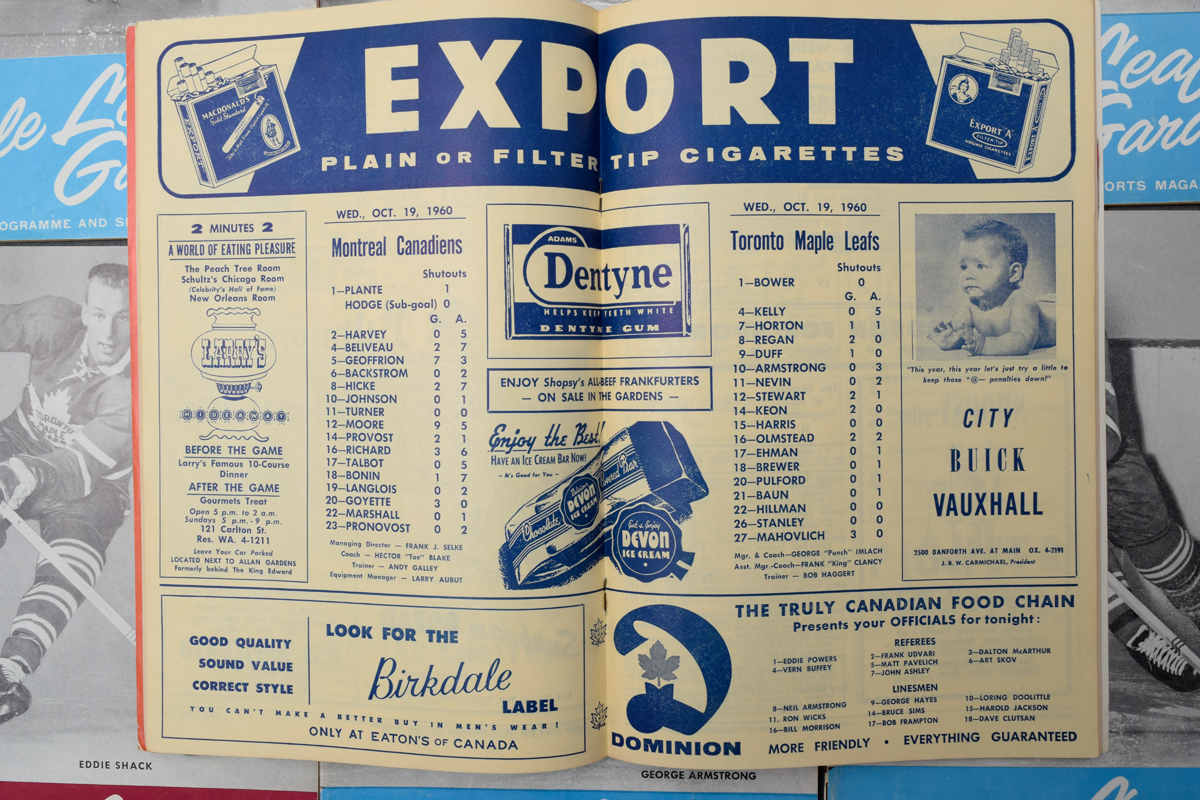 EXPORT
PLAIN OR FILTER TIP CIGARETTES
MACDONALD'S
Gold Standard
EXPORT
EXPORT "A"
FILTER TIP
VIRGINIA CIGARETTES
2 MINUTES 2
A WORLD OF EATING PLEASURE
The Peach Tree Room
Schultz's Chicago Room
(Celebrity's Hall of Fame)
New Orleans Room
LARRY'S
HIDEAWAY
BEFORE THE GAME
Larry's Famous 10-Course
Dinner
AFTER THE GAME
Gourmets Treat
Open 5 p.m. to 2 a.m.
Sundays 5 p.m. - 9 p.m.
121 Carlton St.
Res. WA. 4-1211
Leave Your Car Parked
LOCATED NEXT TO ALLAN GARDENS
Formerly behind The King Edward
WED., OCT. 19, 1960
Montreal Canadiens
Shutouts
1—PLANTE 1
HODGE (Sub-goal) 0
G. A.
2—HARVEY 0 5
4—BELIVEAU 2 7
5—GEOFFRION 7 3
6—BACKSTROM 0 2
8—HICKE 2 7
10—JOHNSON 0 1
11—TURNER 0 0
12—MOORE 9 5
14—PROVOST 2 1
16—RICHARD 3 6
17—TALBOT 0 5
18—BONIN 1 7
19—LANGLOIS 0 2
20—GOYETTE 3 0
22—MARSHALL 0 1
23—PRONOVOST 0 2
Managing Director — FRANK J. SELKE
Coach — HECTOR "Toe" BLAKE
Trainer — ANDY GALLEY
Equipment Manager — LARRY AUBUT
ADAMS
Dentyne
HELPS KEEP TEETH WHITE
DENTYNE GUM
ENJOY Shopsy's ALL-BEEF FRANKFURTERS
— ON SALE IN THE GARDENS —
Enjoy the Best!
HAVE AN ICE CREAM BAR NOW!
— It's Good for You —
Chocolate Covered Bar
DEVON
ICE CREAM
Get & Enjoy
DEVON
ICE CREAM
WED., OCT. 19, 1960
Toronto Maple Leafs
Shutouts
1—BOWER 0
G. A.
4—KELLY 0 5
7—HORTON 1 1
8—REGAN 2 0
9—DUFF 1 0
10—ARMSTRONG 0 3
11—NEVIN 0 2
12—STEWART 2 1
14—KEON 2 0
15—HARRIS 0 0
16—OLMSTEAD 2 2
17—EHMAN 0 1
18—BREWER 0 1
20—PULFORD 0 1
21—BAUN 0 1
22—HILLMAN 0 0
26—STANLEY 0 0
27—MAHOVLICH 3 0
Mgr. & Coach—GEORGE "Punch" IMLACH
Asst. Mgr.-Coach—FRANK "King" CLANCY
Trainer — BOB HAGGERT
"This year, this year let's just try a little to
keep those "@— penalties down!"
CITY
BUICK
VAUXHALL
2500 DANFORTH AVE. AT MAIN OX. 4-2191
J. B. W. CARMICHAEL, President
GOOD QUALITY
SOUND VALUE
CORRECT STYLE
LOOK FOR THE
Birkdale
LABEL
YOU CAN'T MAKE A BETTER BUY IN MEN'S WEAR!
ONLY AT EATON'S OF CANADA
DOMINION
THE TRULY CANADIAN FOOD CHAIN
Presents your OFFICIALS for tonight:
REFEREES
1—EDDIE POWERS
4—VERN BUFFEY
2—FRANK UDVARI
5—MATT PAVELICH
7—JOHN ASHLEY
3—DALTON McARTHUR
6—ART SKOV
LINESMEN
8—NEIL ARMSTRONG
11. RON WICKS
16—BILL MORRISON
9—GEORGE HAYES
14—BRUCE SIMS
17—BOB FRAMPTON
10—LORING DOOLITTLE
15—HAROLD JACKSON
18—DAVE CLUTSAN
MORE FRIENDLY • EVERYTHING GUARANTEED
TORONTO
MAPLE
EDDIE SHACK
GEORGE ARMSTRONG